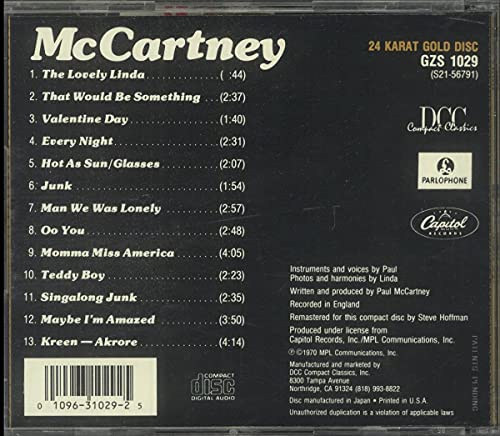 McCartney
24 KARAT GOLD DISC
GZS 1029
(S21-56791)
1. The Lovely Linda ............ ( :44)
2. That Would Be Something ... (2:37)
3. Valentine Day ............... (1:40)
4. Every Night ................. (2:31)
5. Hot As Sun/Glasses .......... (2:07)
6. Junk ........................ (1:54)
7. Man We Was Lonely ........... (2:57)
8. Oo You ...................... (2:48)
9. Momma Miss America .......... (4:05)
10. Teddy Boy .................. (2:23)
11. Singalong Junk ............. (2:35)
12. Maybe I'm Amazed ........... (3:50)
13. Kreen — Akrore ............. (4:14)
DCC
Compact Classics
PARLOPHONE
Capitol
RECORDS
Instruments and voices by Paul
Photos and harmonies by Linda
Written and produced by Paul McCartney
Recorded in England
Remastered for this compact disc by Steve Hoffman
Produced under license from
Capitol Records, Inc./MPL Communications, Inc.
Ⓟ©1970 MPL Communications, Inc.
Manufactured and marketed by
DCC Compact Classics, Inc.
8300 Tampa Avenue
Northridge, CA 91324 (818) 993-8822
Disc manufactured in Japan • Printed in U.S.A.
Unauthorized duplication is a violation of applicable laws
COMPACT
disc
DIGITAL AUDIO
0 1096-31029-2 5